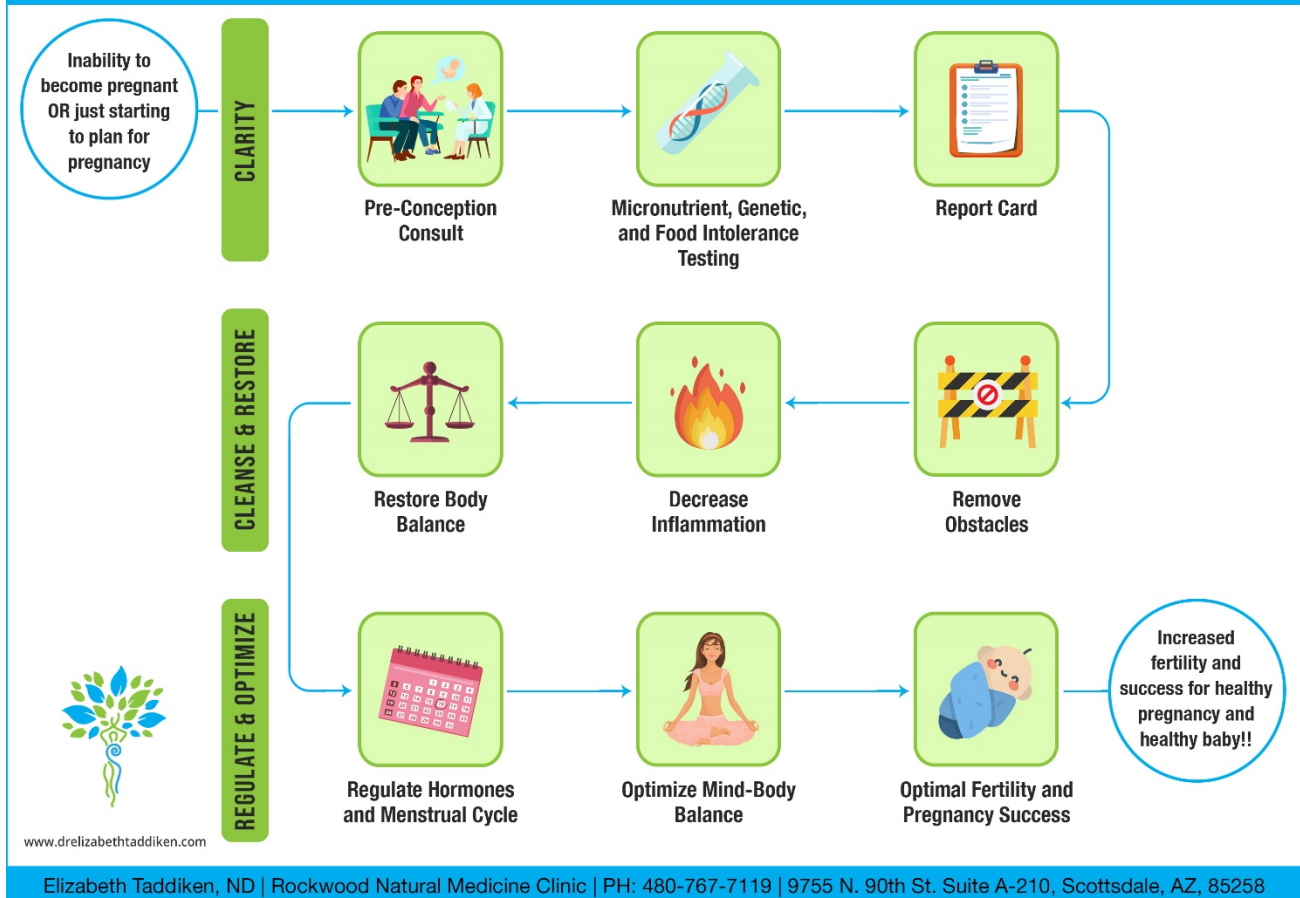 Inability to
become pregnant
OR just starting
to plan for
pregnancy
CLARITY
Pre-Conception
Consult
Micronutrient, Genetic,
and Food Intolerance
Testing
Report Card
CLEANSE & RESTORE
Restore Body
Balance
Decrease
Inflammation
Remove
Obstacles
REGULATE & OPTIMIZE
Regulate Hormones
and Menstrual Cycle
Optimize Mind-Body
Balance
Optimal Fertility and
Pregnancy Success
Increased
fertility and
success for healthy
pregnancy and
healthy baby!!
www.drelizabethtaddiken.com
Elizabeth Taddiken, ND | Rockwood Natural Medicine Clinic | PH: 480-767-7119 | 9755 N. 90th St. Suite A-210, Scottsdale, AZ, 85258